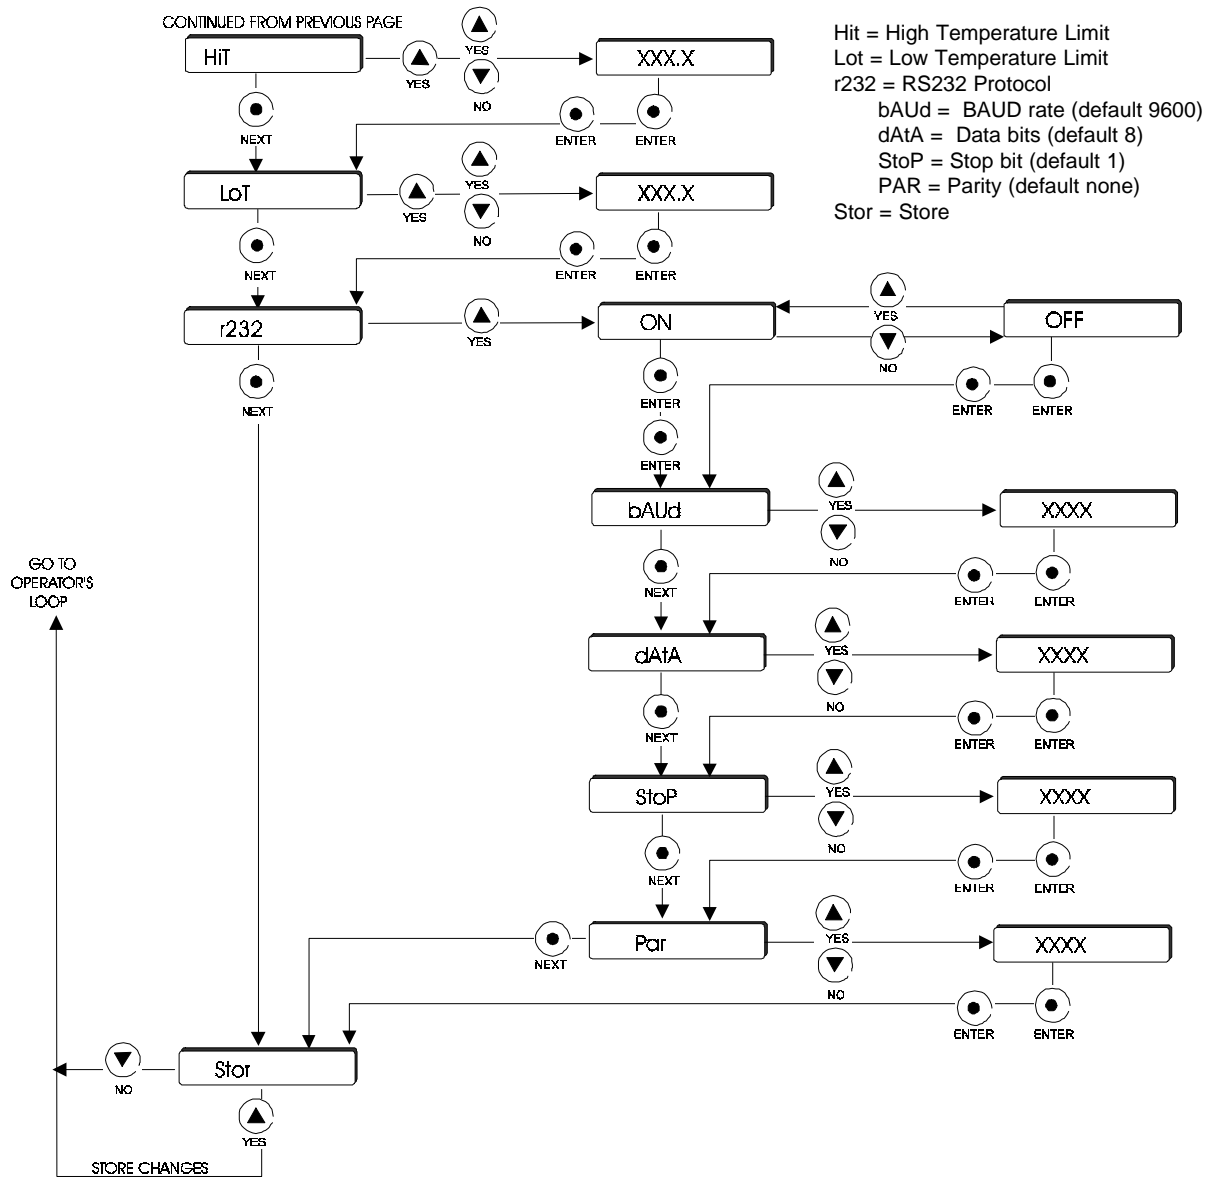 CONTINUED FROM PREVIOUS PAGE
Hit = High Temperature Limit
Lot = Low Temperature Limit
r232 = RS232 Protocol
bAUd = BAUD rate (default 9600)
dAtA = Data bits (default 8)
StoP = Stop bit (default 1)
PAR = Parity (default none)
Stor = Store
HiT
YES
YES
NO
XXX.X
NEXT
ENTER
ENTER
LoT
YES
YES
NO
XXX.X
NEXT
ENTER
ENTER
r232
YES
ON
YES
NO
OFF
NEXT
ENTER
ENTER
ENTER
ENTER
bAUd
YES
NO
XXXX
NEXT
ENTER
ENTER
GO TO
OPERATOR'S
LOOP
dAtA
YES
NO
XXXX
NEXT
ENTER
ENTER
StoP
YES
NO
XXXX
NEXT
ENTER
ENTER
Par
NEXT
YES
NO
XXXX
ENTER
ENTER
Stor
NO
YES
STORE CHANGES